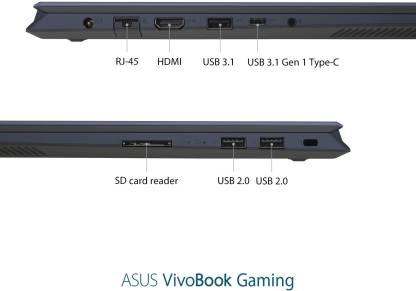 RJ-45 HDMI USB 3.1 USB 3.1 Gen 1 Type-C
SD card reader USB 2.0 USB 2.0
ASUS VivoBook Gaming